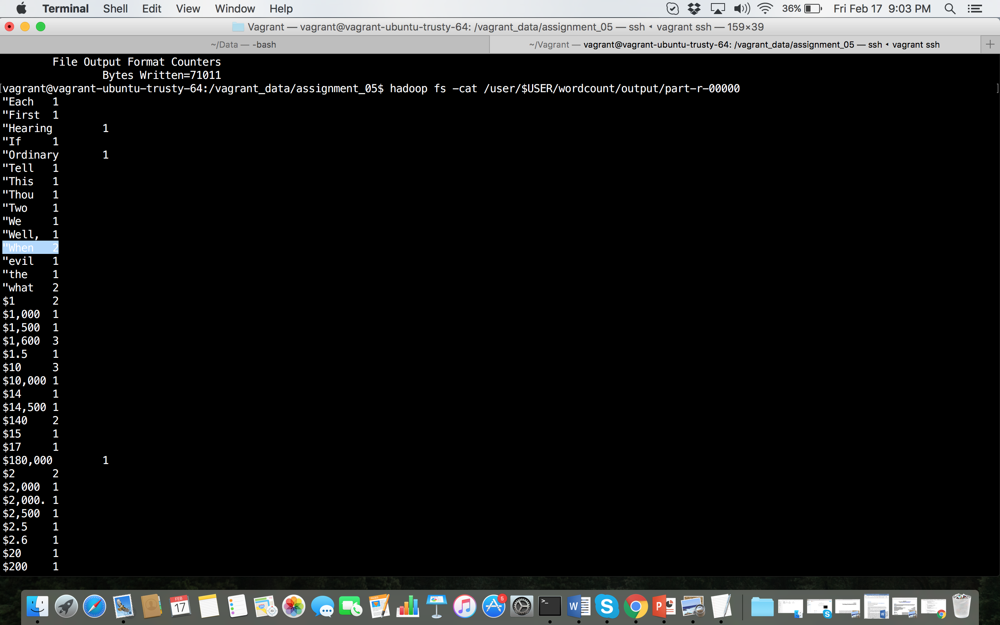 Terminal Shell Edit View Window Help 36% Fri Feb 17 9:03 PM
Vagrant — vagrant@vagrant-ubuntu-trusty-64: /vagrant_data/assignment_05 — ssh ◂ vagrant ssh — 159×39
~/Data — -bash
~/Vagrant — vagrant@vagrant-ubuntu-trusty-64: /vagrant_data/assignment_05 — ssh ◂ vagrant ssh
File Output Format Counters
Bytes Written=71011
[vagrant@vagrant-ubuntu-trusty-64:/vagrant_data/assignment_05$ hadoop fs -cat /user/$USER/wordcount/output/part-r-00000 ]
"Each 1
"First 1
"Hearing 1
"If 1
"Ordinary 1
"Tell 1
"This 1
"Thou 1
"Two 1
"We 1
"Well, 1
"When 2
"evil 1
"the 1
"what 2
$1 2
$1,000 1
$1,500 1
$1,600 3
$1.5 1
$10 3
$10,000 1
$14 1
$14,500 1
$140 2
$15 1
$17 1
$180,000 1
$2 2
$2,000 1
$2,000. 1
$2,500 1
$2.5 1
$2.6 1
$20 1
$200 1
FEB
17
3D
PAGES
5
>_
W
S
P
S
W